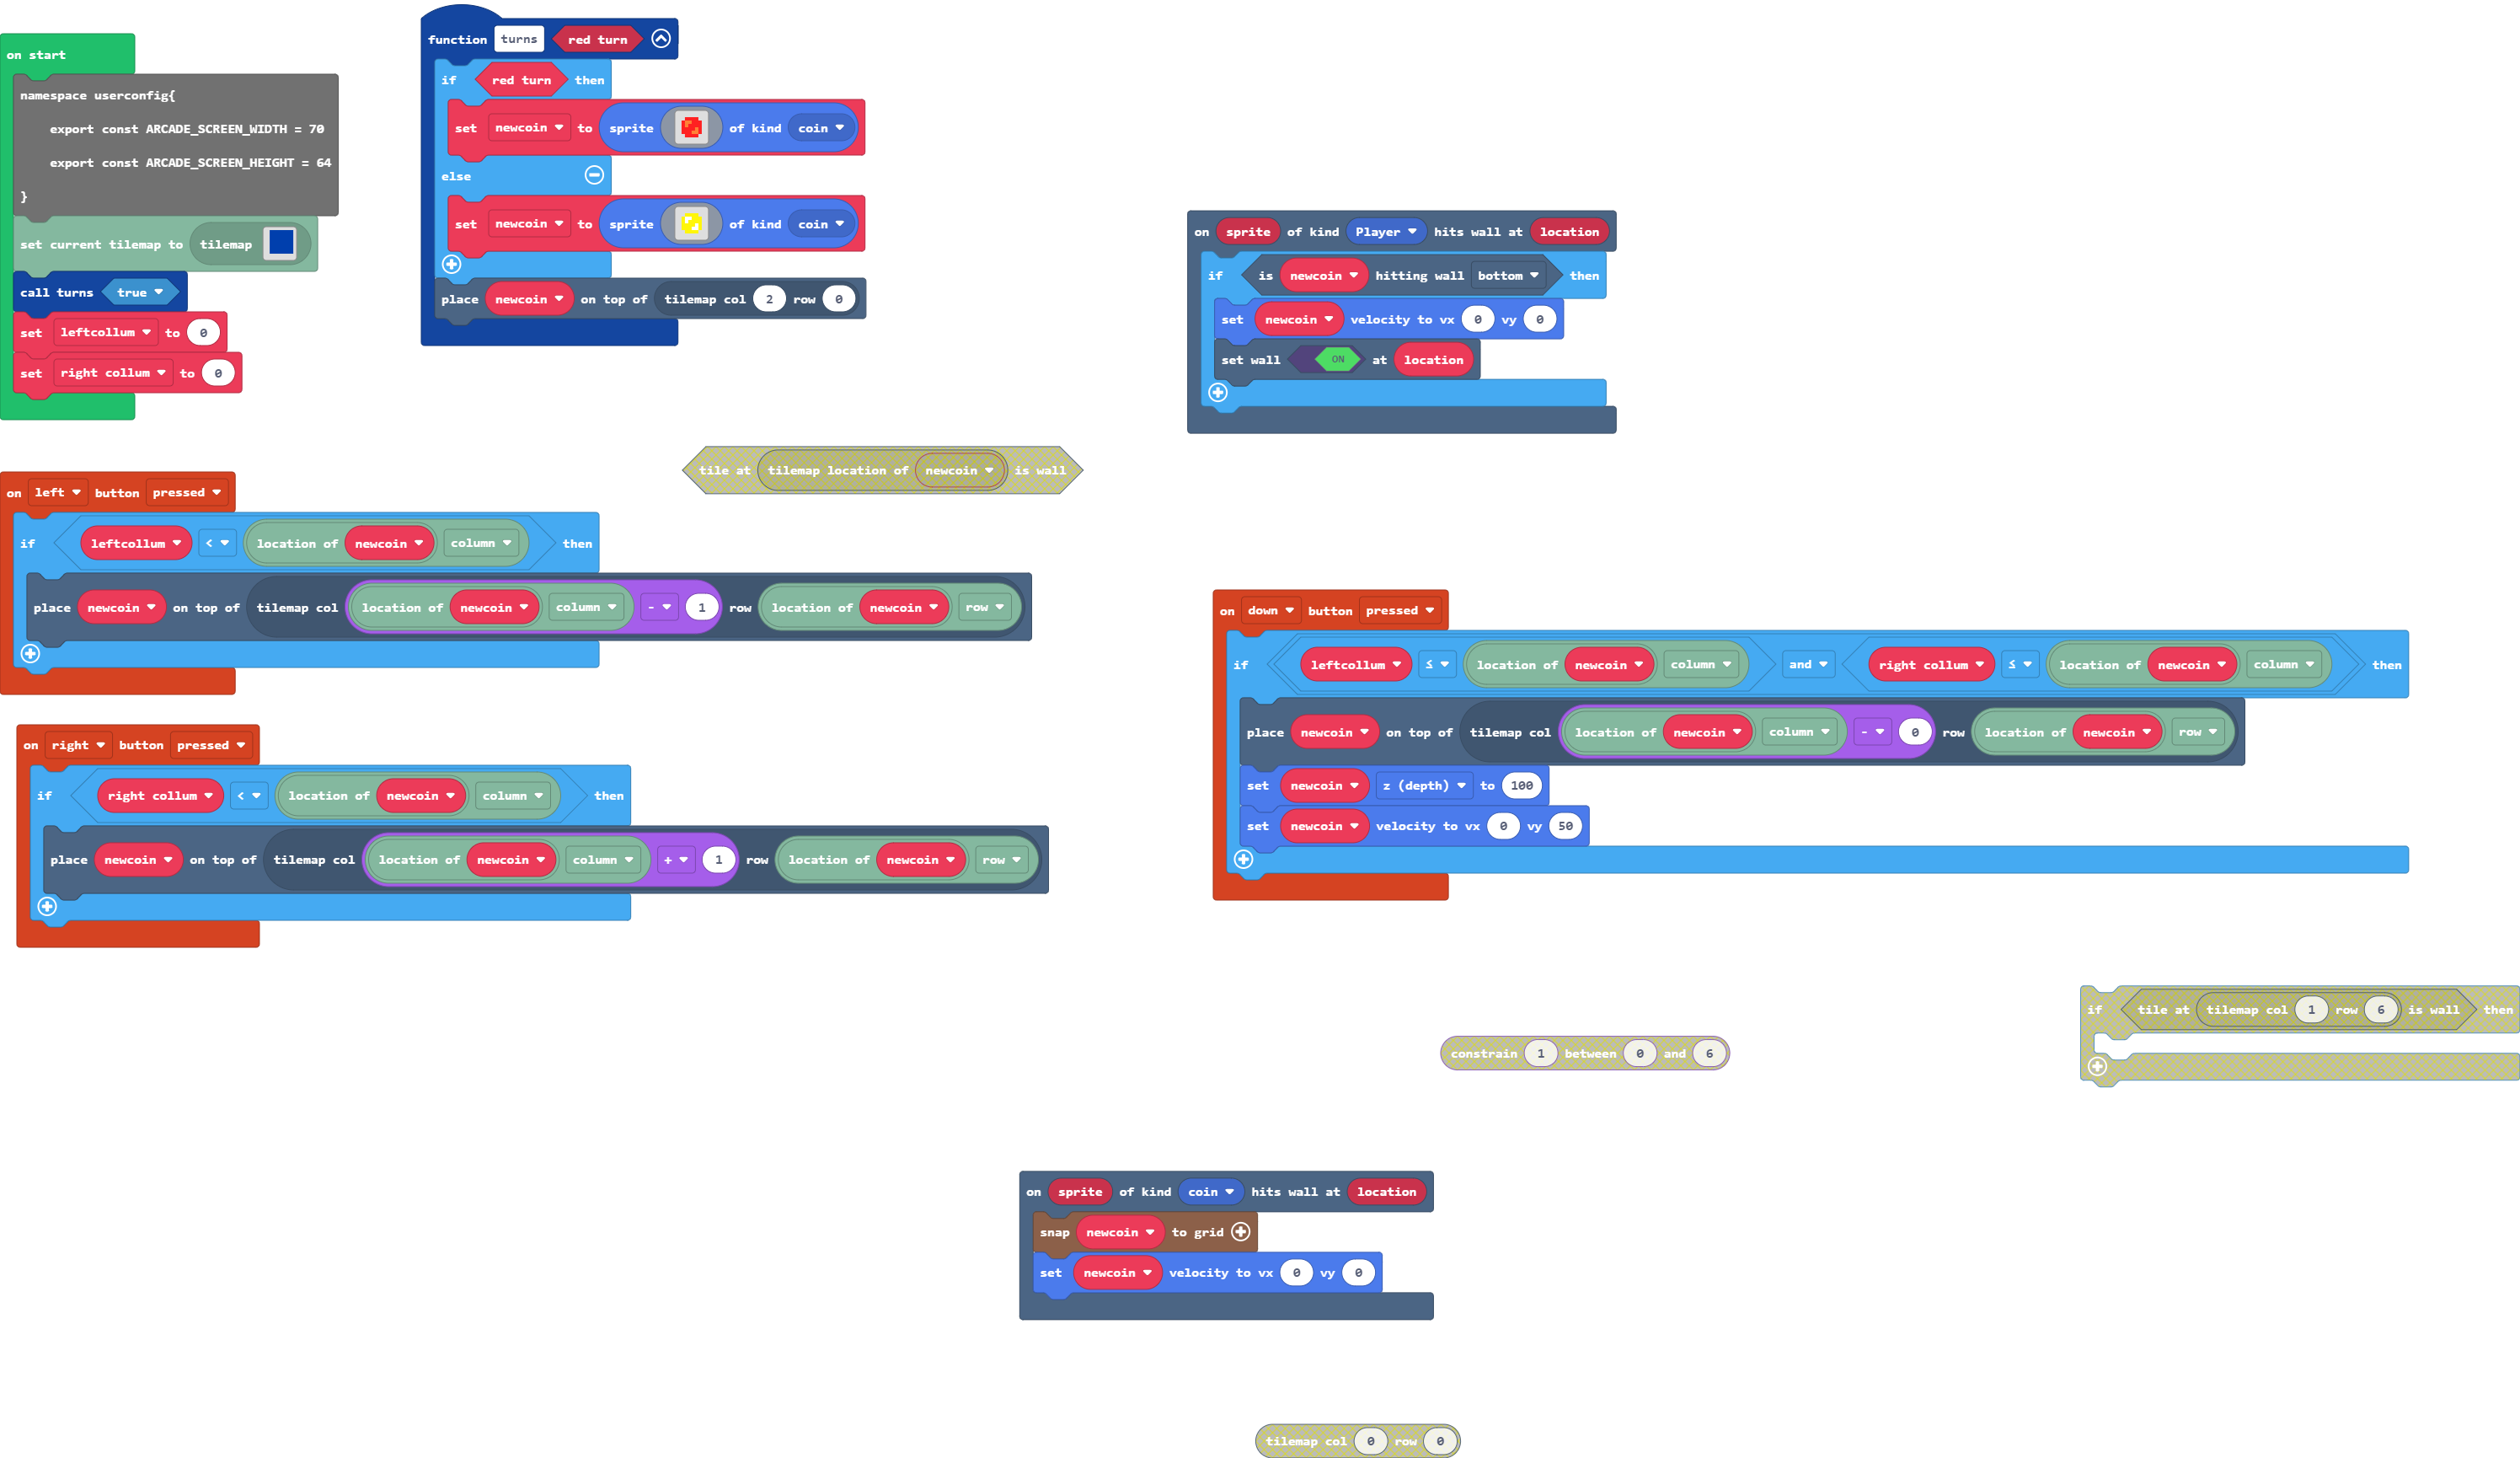 on start
namespace userconfig{
export const ARCADE_SCREEN_WIDTH = 70
export const ARCADE_SCREEN_HEIGHT = 64
}
set current tilemap to tilemap
call turns true
set leftcollum to 0
set right collum to 0
function turns red turn
if red turn then
set newcoin to sprite of kind coin
else
set newcoin to sprite of kind coin
place newcoin on top of tilemap col 2 row 0
on sprite of kind Player hits wall at location
if is newcoin hitting wall bottom then
set newcoin velocity to vx 0 vy 0
set wall ON at location
tile at tilemap location of newcoin is wall
on left button pressed
if leftcollum < location of newcoin column then
place newcoin on top of tilemap col location of newcoin column - 1 row location of newcoin row
on right button pressed
if right collum < location of newcoin column then
place newcoin on top of tilemap col location of newcoin column + 1 row location of newcoin row
on down button pressed
if leftcollum ≤ location of newcoin column and right collum ≤ location of newcoin column then
place newcoin on top of tilemap col location of newcoin column - 0 row location of newcoin row
set newcoin z (depth) to 100
set newcoin velocity to vx 0 vy 50
if tile at tilemap col 1 row 6 is wall then
constrain 1 between 0 and 6
on sprite of kind coin hits wall at location
snap newcoin to grid
set newcoin velocity to vx 0 vy 0
tilemap col 0 row 0